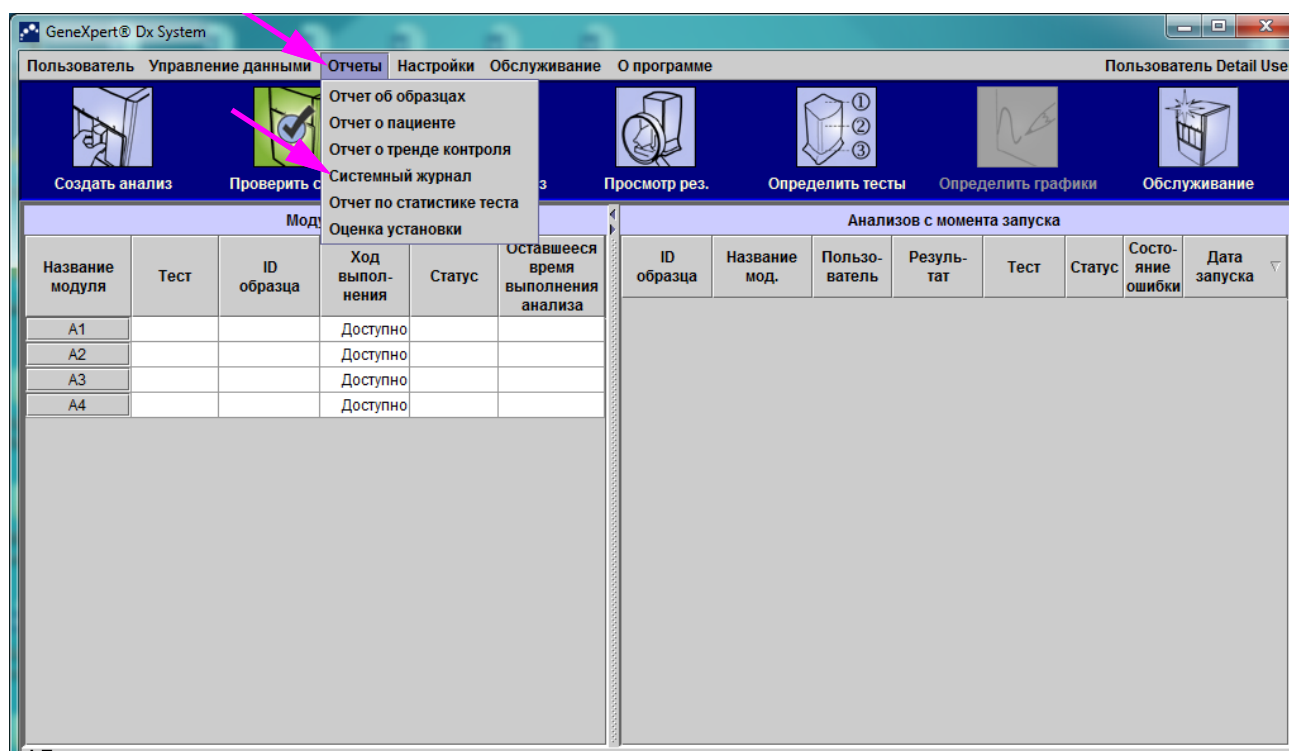 GeneXpert® Dx System
Пользователь Управление данными Отчеты Настройки Обслуживание О программе Пользователь Detail Use
Отчет об образцах
Отчет о пациенте
Отчет о тренде контроля
Системный журнал
Отчет по статистике теста
Оценка установки
1
2
3
Создать анализ Проверить с з Просмотр рез. Определить тесты Определить графики Обслуживание
Мод Анализов с момента запуска
Название
модуля
Тест
ID
образца
Ход
выпол-
нения
Статус
Оставшееся
время
выполнения
анализа
ID
образца
Название
мод.
Пользо-
ватель
Резуль-
тат
Тест
Статус
Состо-
яние
ошибки
Дата
запуска
A1 Доступно
A2 Доступно
A3 Доступно
A4 Доступно